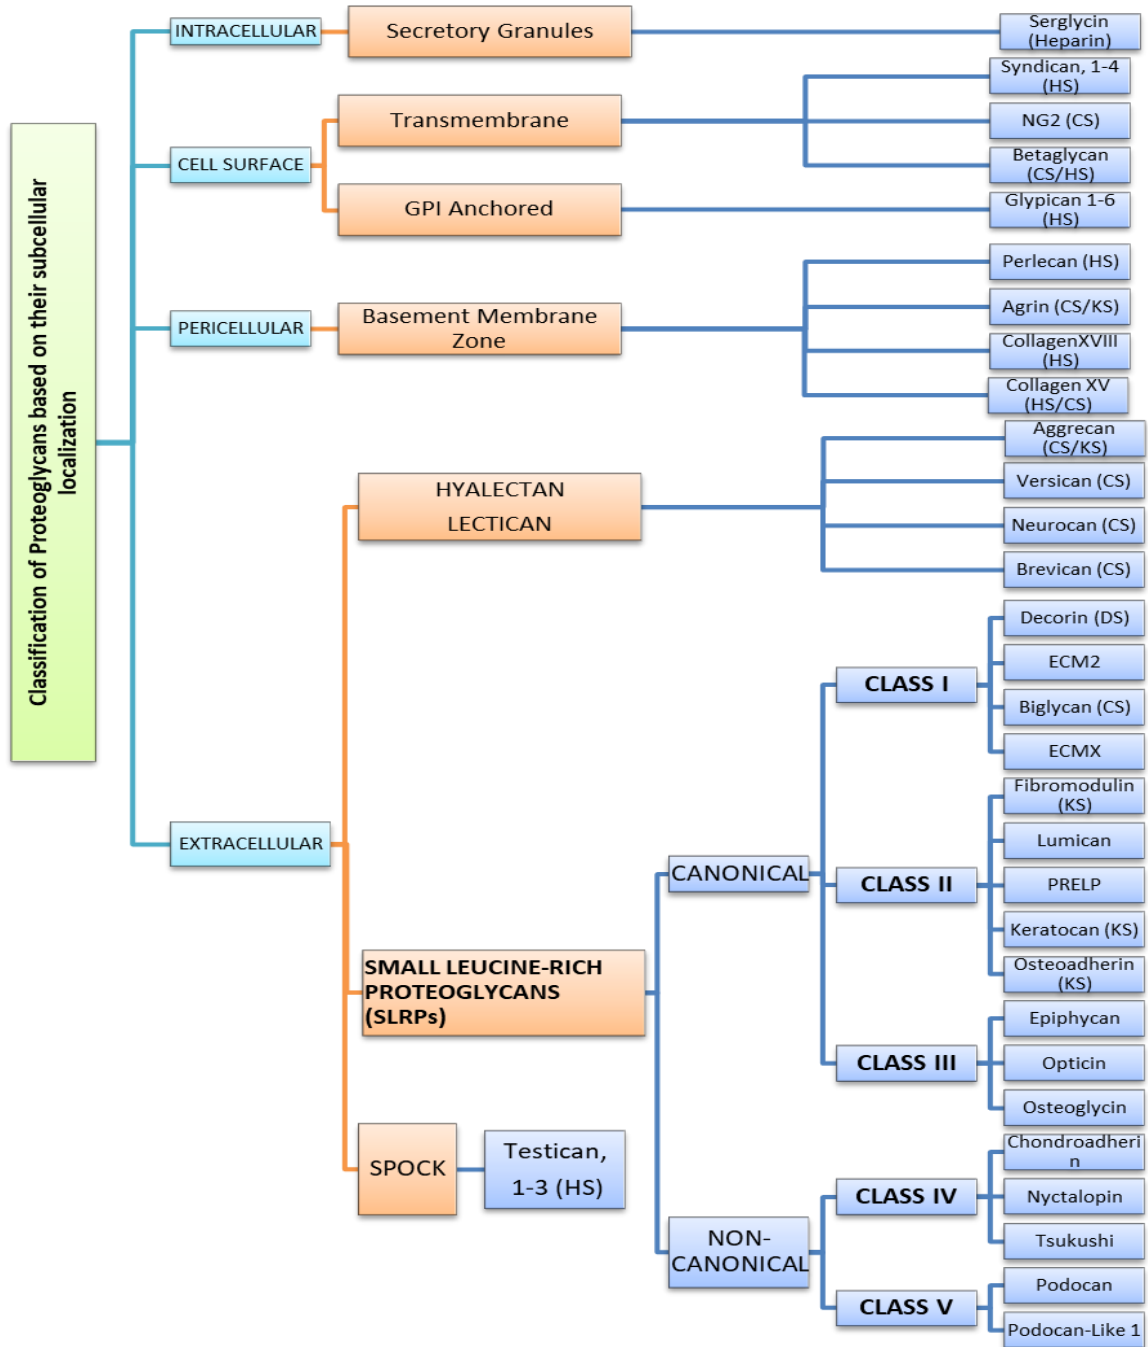 Classification of Proteoglycans based on their subcellular
localization
INTRACELLULAR
Secretory Granules
Serglycin
(Heparin)
CELL SURFACE
Transmembrane
Syndican, 1-4
(HS)
NG2 (CS)
Betaglycan
(CS/HS)
GPI Anchored
Glypican 1-6
(HS)
PERICELLULAR
Basement Membrane
Zone
Perlecan (HS)
Agrin (CS/KS)
CollagenXVIII
(HS)
Collagen XV
(HS/CS)
EXTRACELLULAR
HYALECTAN
LECTICAN
Aggrecan
(CS/KS)
Versican (CS)
Neurocan (CS)
Brevican (CS)
SMALL LEUCINE-RICH
PROTEOGLYCANS
(SLRPs)
CANONICAL
CLASS I
Decorin (DS)
ECM2
Biglycan (CS)
ECMX
CLASS II
Fibromodulin
(KS)
Lumican
PRELP
Keratocan (KS)
Osteoadherin
(KS)
CLASS III
Epiphycan
Opticin
Osteoglycin
NON-
CANONICAL
CLASS IV
Chondroadheri
n
Nyctalopin
Tsukushi
CLASS V
Podocan
Podocan-Like 1
SPOCK
Testican,
1-3 (HS)